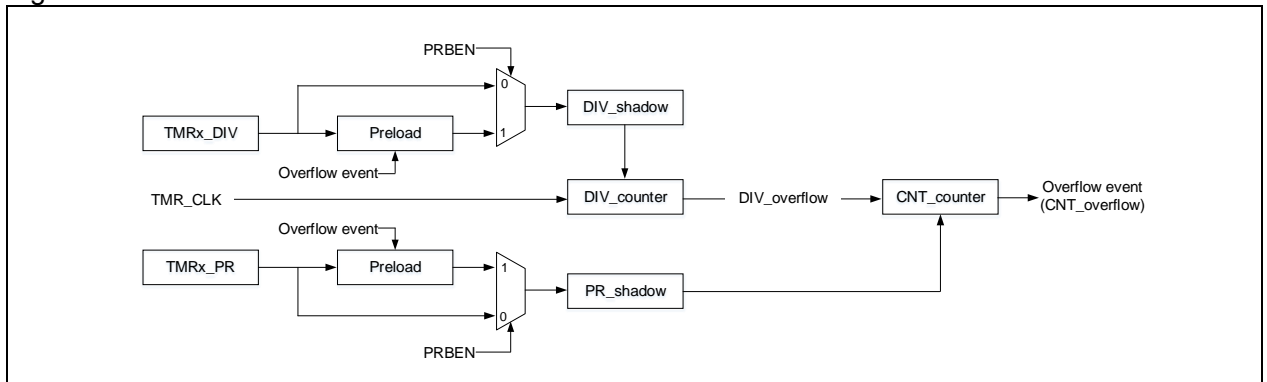 PRBEN
0
DIV_shadow
TMRx_DIV
Preload
1
Overflow event
TMR_CLK
DIV_counter
DIV_overflow
CNT_counter
Overflow event
(CNT_overflow)
Overflow event
TMRx_PR
Preload
1
PR_shadow
0
PRBEN